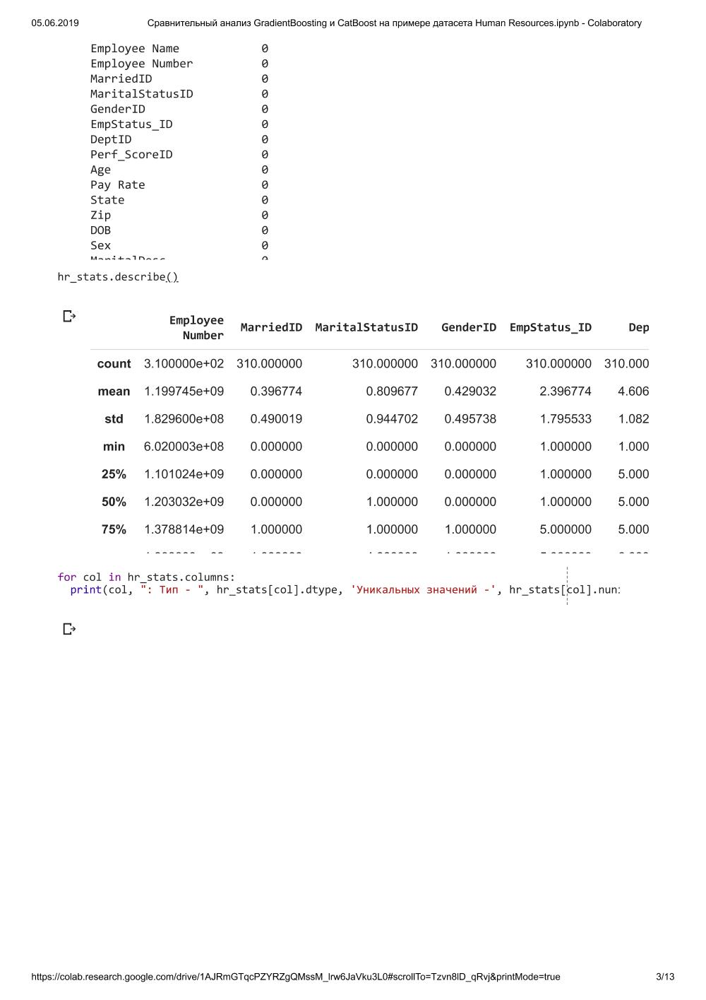 05.06.2019 Сравнительный анализ GradientBoosting и CatBoost на примере датасета Human Resources.ipynb - Colaboratory
Employee Name 0
Employee Number 0
MarriedID 0
MaritalStatusID 0
GenderID 0
EmpStatus_ID 0
DeptID 0
Perf_ScoreID 0
Age 0
Pay Rate 0
State 0
Zip 0
DOB 0
Sex 0
MaritalDesc 0
hr_stats.describe()
Employee Number MarriedID MaritalStatusID GenderID EmpStatus_ID Dep
count 3.100000e+02 310.000000 310.000000 310.000000 310.000000 310.000
mean 1.199745e+09 0.396774 0.809677 0.429032 2.396774 4.606
std 1.829600e+08 0.490019 0.944702 0.495738 1.795533 1.082
min 6.020003e+08 0.000000 0.000000 0.000000 1.000000 1.000
25% 1.101024e+09 0.000000 0.000000 0.000000 1.000000 5.000
50% 1.203032e+09 0.000000 1.000000 0.000000 1.000000 5.000
75% 1.378814e+09 1.000000 1.000000 1.000000 5.000000 5.000
for col in hr_stats.columns:
print(col, ": Тип - ", hr_stats[col].dtype, 'Уникальных значений -', hr_stats[col].nun
https://colab.research.google.com/drive/1AJRmGTqcPZYRZgQMssM_lrw6JaVku3L0#scrollTo=Tzvn8lD_qRvj&printMode=true 3/13